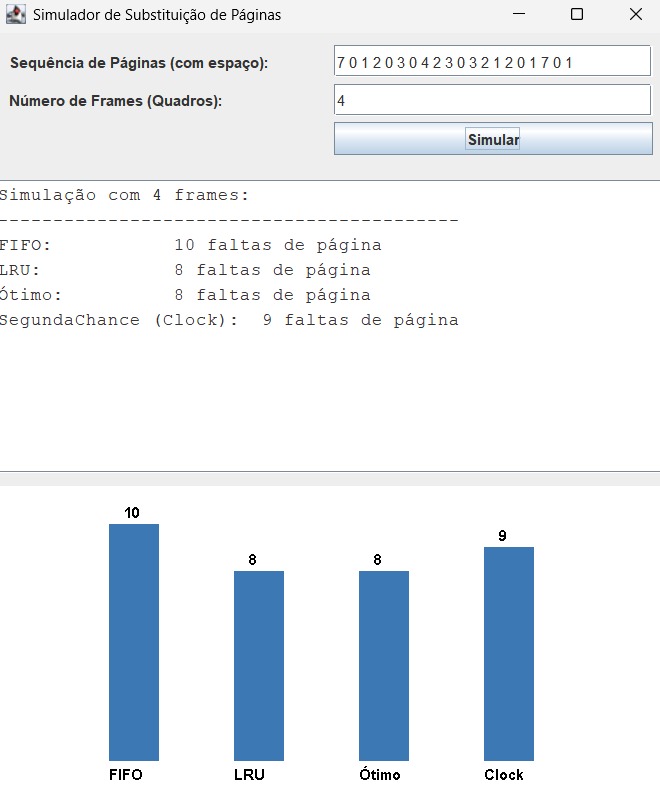 Simulador de Substituição de Páginas
Sequência de Páginas (com espaço): 7 0 1 2 0 3 0 4 2 3 0 3 2 1 2 0 1 7 0 1
Número de Frames (Quadros): 4
Simular
Simulação com 4 frames:
------------------------------------------
FIFO: 10 faltas de página
LRU: 8 faltas de página
Ótimo: 8 faltas de página
SegundaChance (Clock): 9 faltas de página
10
8
8
9
FIFO
LRU
Ótimo
Clock